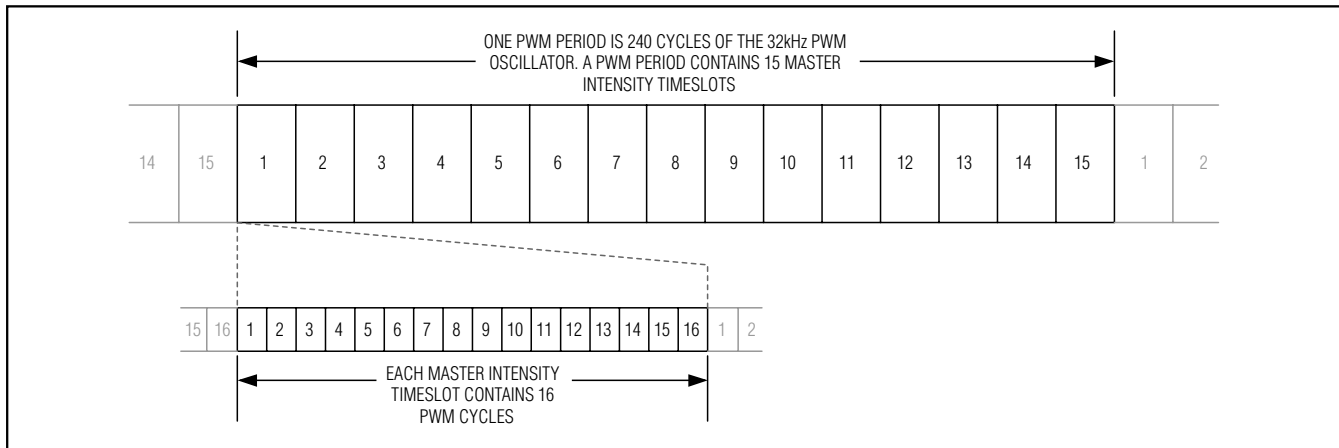 ONE PWM PERIOD IS 240 CYCLES OF THE 32kHz PWM
OSCILLATOR. A PWM PERIOD CONTAINS 15 MASTER
INTENSITY TIMESLOTS
14 15 1 2 3 4 5 6 7 8 9 10 11 12 13 14 15 1 2
15 16 1 2 3 4 5 6 7 8 9 10 11 12 13 14 15 16 1 2
EACH MASTER INTENSITY
TIMESLOT CONTAINS 16
PWM CYCLES